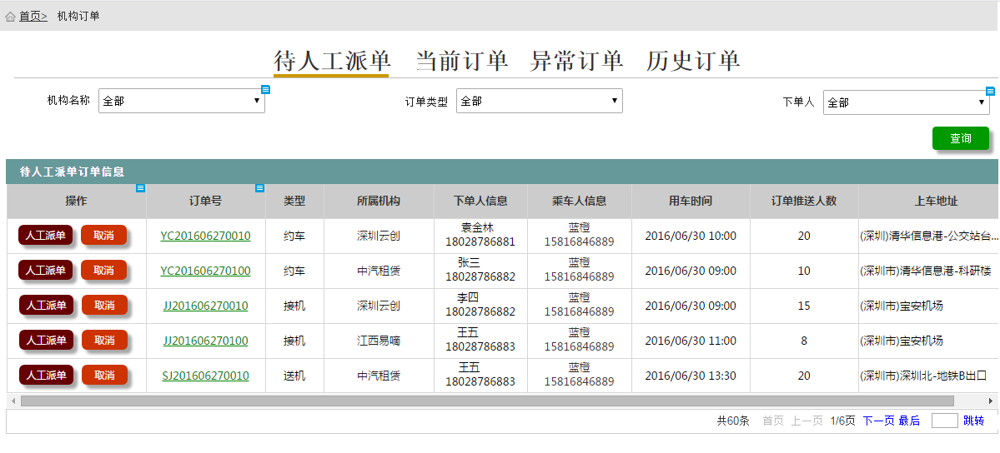 首页> 机构订单
待人工派单 当前订单 异常订单 历史订单
机构名称 全部 订单类型 全部 下单人 全部
查询
待人工派单订单信息
操作 订单号 类型 所属机构 下单人信息 乘车人信息 用车时间 订单推送人数 上车地址
人工派单 取消 YC201606270010 约车 深圳云创 袁金林 18028786881 蓝橙 15816846889 2016/06/30 10:00 20 (深圳)清华信息港-公交站台...
人工派单 取消 YC201606270100 约车 中汽租赁 张三 18028786882 蓝橙 15816846889 2016/06/30 09:00 10 (深圳市)清华信息港-科研楼
人工派单 取消 JJ201606270010 接机 深圳云创 李四 18028786882 蓝橙 15816846889 2016/06/30 09:00 15 (深圳市)宝安机场
人工派单 取消 JJ201606270100 接机 江西易嘀 王五 18028786883 蓝橙 15816846889 2016/06/30 11:00 8 (深圳市)宝安机场
人工派单 取消 SJ201606270010 送机 中汽租赁 王五 18028786883 蓝橙 15816846889 2016/06/30 13:30 20 (深圳市)深圳北-地铁B出口
共60条 首页 上一页 1/6页 下一页 最后 跳转